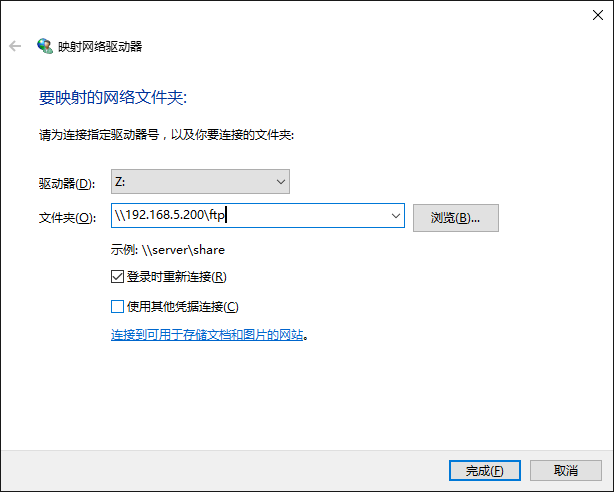 映射网络驱动器
要映射的网络文件夹:
请为连接指定驱动器号，以及你要连接的文件夹:
驱动器(D): Z:
文件夹(O): \\192.168.5.200\ftp 浏览(B)...
示例: \\server\share
登录时重新连接(R)
使用其他凭据连接(C)
连接到可用于存储文档和图片的网站。
完成(F) 取消